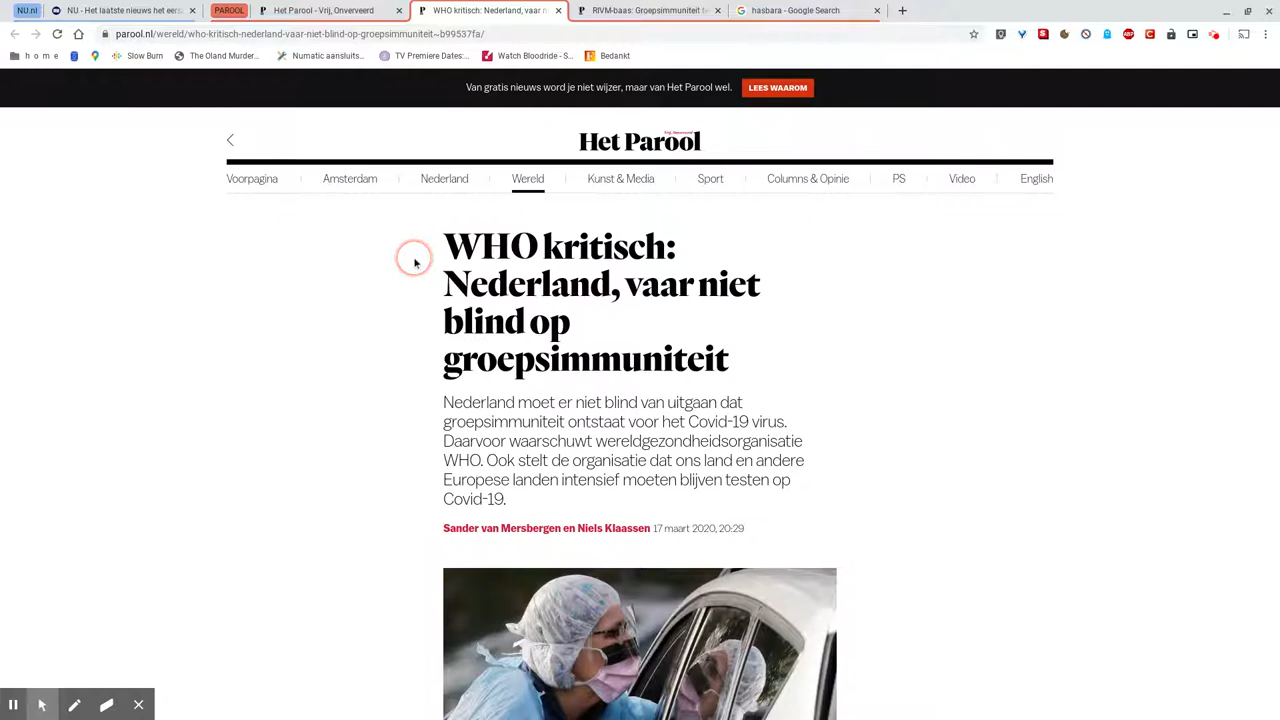 NU.nl
NU - Het laatste nieuws het eers
PAROOL
Het Parool - Vrij, Onverveerd
WHO kritisch: Nederland, vaar n
RIVM-baas: Groepsimmuniteit
hasbara - Google Search
parool.nl/wereld/who-kritisch-nederland-vaar-niet-blind-op-groepsimmuniteit~b99537fa/
h o m e
Slow Burn
The Oland Murder...
Numatic aansluits...
TV Premiere Dates:...
Watch Bloodride - S...
Bedankt
Van gratis nieuws word je niet wijzer, maar van Het Parool wel.
LEES WAAROM
Het Parool
Voorpagina
Amsterdam
Nederland
Wereld
Kunst & Media
Sport
Columns & Opinie
PS
Video
English
WHO kritisch:
Nederland, vaar niet
blind op
groepsimmuniteit
Nederland moet er niet blind van uitgaan dat
groepsimmuniteit ontstaat voor het Covid-19 virus.
Daarvoor waarschuwt wereldgezondheidsorganisatie
WHO. Ook stelt de organisatie dat ons land en andere
Europese landen intensief moeten blijven testen op
Covid-19.
Sander van Mersbergen en Niels Klaassen 17 maart 2020, 20:29